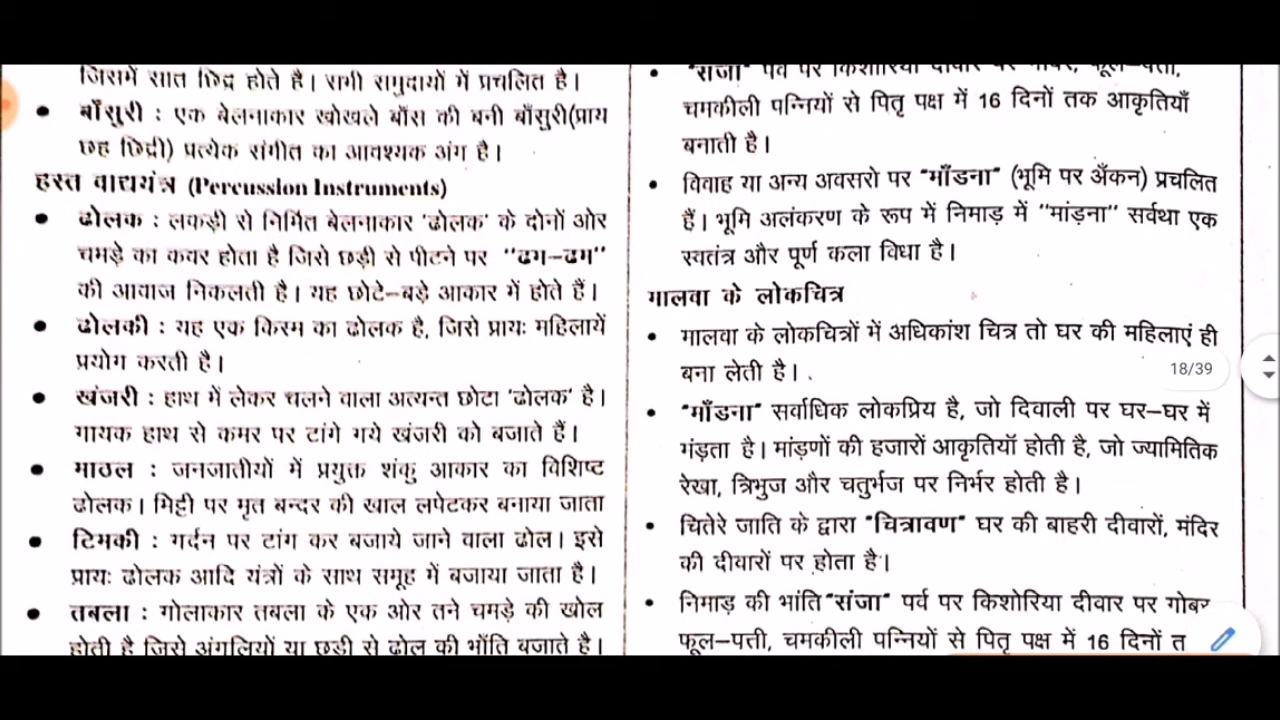 जिसमें सात छिद्र होते है। सभी समुदायों में प्रचलित है।
• बाँसुरी : एक बेलनाकार खोखले बाँस की बनी बाँसुरी(प्राय
छह छिद्री) प्रत्येक संगीत का आवश्यक अंग है।
हस्त वाद्ययंत्र (Percussion Instruments)
• ढोलक : लकड़ी से निर्मित बेलनाकार 'ढोलक' के दोनों ओर
चमड़े का कवर होता है जिसे छड़ी से पीटने पर "ढग-ढम"
की आवाज निकलती है। यह छोटे-बड़े आकार में होते हैं।
• ढोलकी : यह एक किस्म का ढोलक है, जिसे प्रायः महिलायें
प्रयोग करती है।
• खंजरी : हाथ में लेकर चलने वाला अत्यन्त छोटा 'ढोलक' है।
गायक हाथ से कमर पर टांगे गये खंजरी को बजाते हैं।
• माठल : जनजातीयों में प्रयुक्त शंकु आकार का विशिष्ट
ढोलक। मिट्टी पर मृत बन्दर की खाल लपेटकर बनाया जाता
• टिमकी : गर्दन पर टांग कर बजाये जाने वाला ढोल। इसे
प्रायः ढोलक आदि यंत्रों के साथ समूह में बजाया जाता है।
• तबला : गोलाकार तबला के एक ओर तने चमड़े की खोल
होती है जिसे अंगलियों या छड़ी से ढोल की भाँति बजाते है।
• "संजा" पर्व पर किशोरिया दीवार पर गोबर, फूल-पत्ती,
चमकीली पन्नियों से पितृ पक्ष में 16 दिनों तक आकृतियाँ
बनाती है।
• विवाह या अन्य अवसरो पर "माँडना" (भूमि पर अँकन) प्रचलित
हैं। भूमि अलंकरण के रूप में निमाड़ में "मांड़ना" सर्वथा एक
स्वतंत्र और पूर्ण कला विधा है।
मालवा के लोकचित्र
• मालवा के लोकचित्रों में अधिकांश चित्र तो घर की महिलाएं ही
बना लेती है।
18/39
• "माँडना" सर्वाधिक लोकप्रिय है, जो दिवाली पर घर-घर में
गंड़ता है। मांड़णों की हजारों आकृतियॉ होती है, जो ज्यामितिक
रेखा, त्रिभुज और चतुर्भज पर निर्भर होती है।
• चितेरे जाति के द्वारा "चित्रावण" घर की बाहरी दीवारों, मंदिर
की दीवारों पर होता है।
• निमाड़ की भांति "संजा" पर्व पर किशोरिया दीवार पर गोबर
फूल-पत्ती, चमकीली पन्नियों से पितृ पक्ष में 16 दिनों त